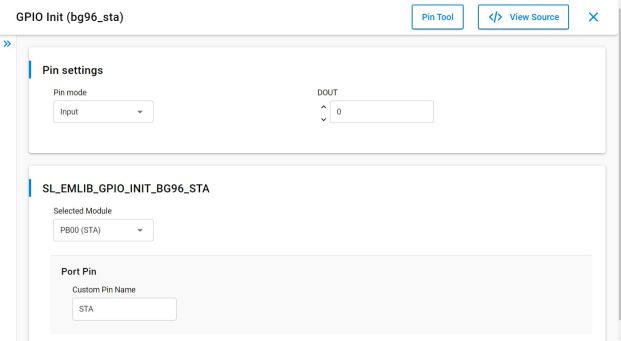 GPIO Init (bg96_sta)
Pin Tool
</> View Source
Pin settings
Pin mode
DOUT
Input
0
SL_EMLIB_GPIO_INIT_BG96_STA
Selected Module
PB00 (STA)
Port Pin
Custom Pin Name
STA